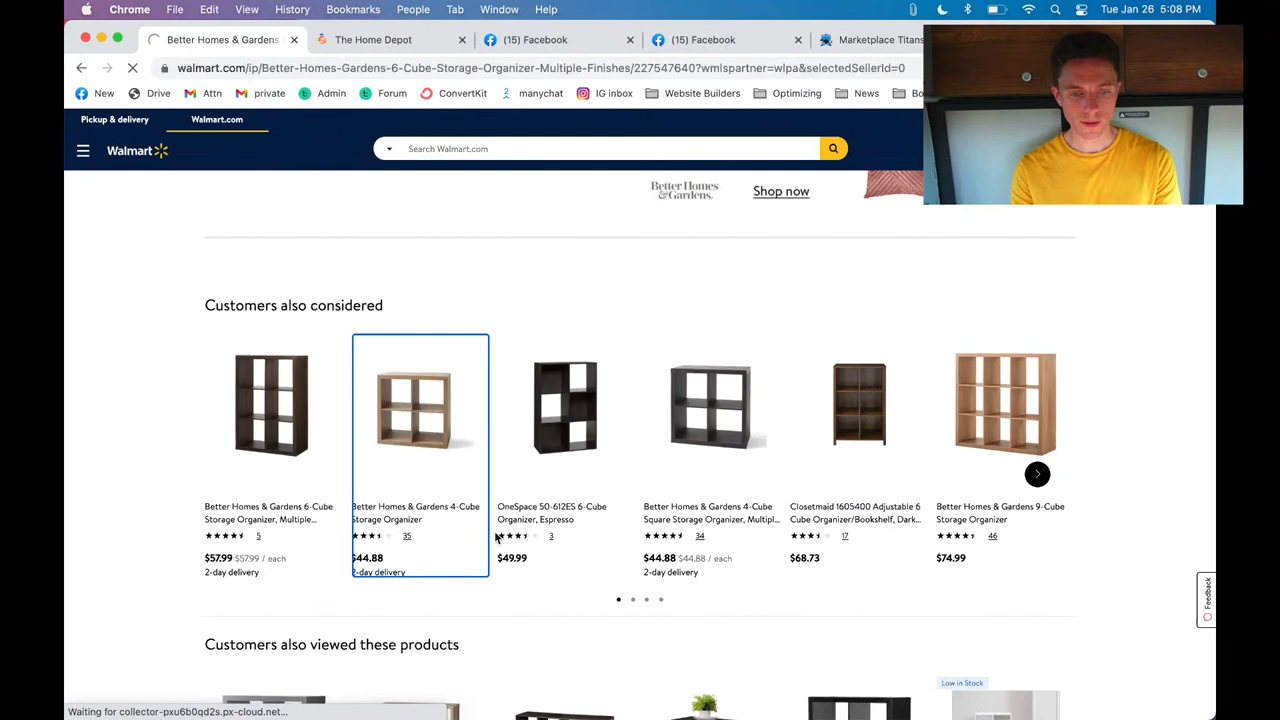 Chrome File Edit View History Bookmarks People Tab Window Help Tue Jan 26 5:08 PM
Better Homes & Gardens The Home Depot (15) Facebook (15) Facebook Marketplace Titans
walmart.com/ip/Better-Homes-Gardens-6-Cube-Storage-Organizer-Multiple-Finishes/227547640?wmlspartner=wlpa&selectedSellerId=0
New Drive Attn private Admin Forum ConvertKit manychat IG inbox Website Builders Optimizing News
Pickup & delivery Walmart.com
Walmart Search Walmart.com
Better Homes & Gardens Shop now
Customers also considered
Better Homes & Gardens 6-Cube Storage Organizer, Multiple...
5
$57.99 $57.99 / each
2-day delivery
Better Homes & Gardens 4-Cube Storage Organizer
35
$44.88
2-day delivery
OneSpace 50-612ES 6-Cube Organizer, Espresso
3
$49.99
Better Homes & Gardens 4-Cube Square Storage Organizer, Multipl...
34
$44.88 $44.88 / each
2-day delivery
Closetmaid 1605400 Adjustable 6 Cube Organizer/Bookshelf, Dark...
17
$68.73
Better Homes & Gardens 9-Cube Storage Organizer
46
$74.99
Feedback
Customers also viewed these products
Low in Stock
Waiting for collector-pxu6b0qd2s.px-cloud.net...